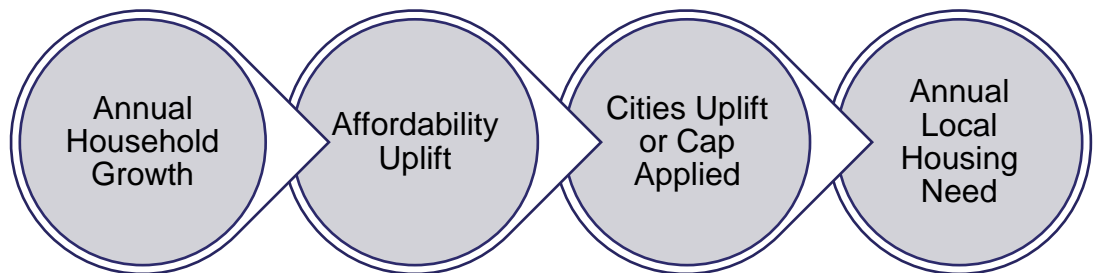 Annual
Household
Growth
Affordability
Uplift
Cities Uplift
or Cap
Applied
Annual
Local
Housing
Need